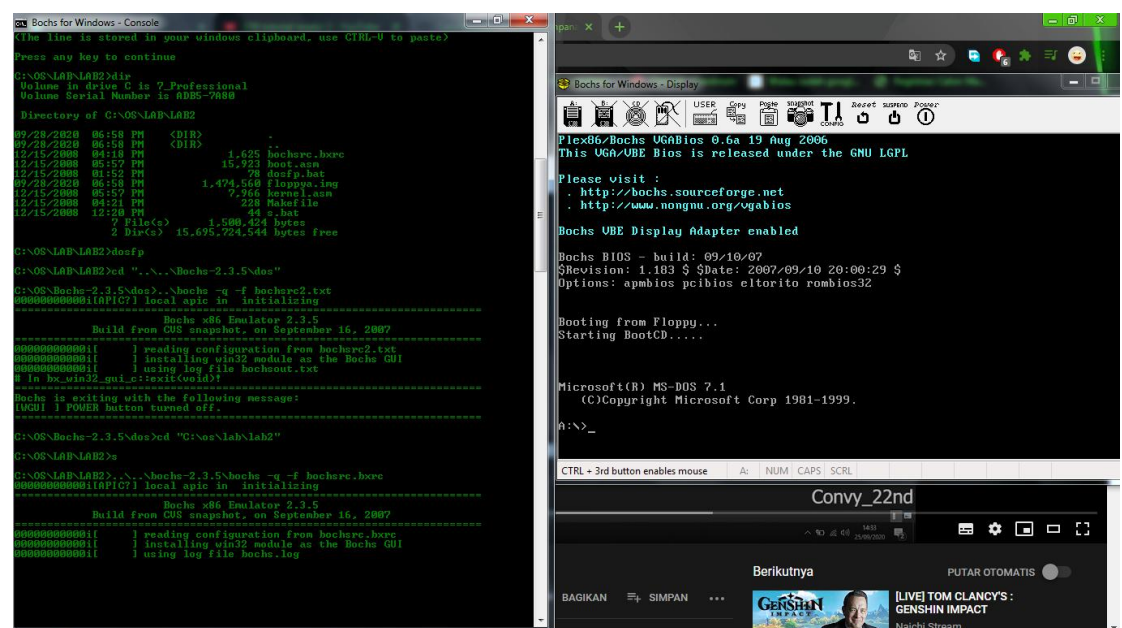 Bochs for Windows - Console
(The line is stored in your windows clipboard, use CTRL-V to paste)
Press any key to continue
C:\OS\LAB\LAB2>dir
Volume in drive C is 7_Professional
Volume Serial Number is ADB5-7A80
Directory of C:\OS\LAB\LAB2
09/28/2020 06:58 PM <DIR> .
09/28/2020 06:58 PM <DIR> ..
12/15/2008 04:18 PM 1,625 bochsrc.bxrc
12/15/2008 05:57 PM 15,923 boot.asm
12/15/2008 01:52 PM 78 dosfp.bat
09/28/2020 06:58 PM 1,474,560 floppya.img
12/15/2008 05:57 PM 7,966 kernel.asm
12/15/2008 04:21 PM 228 Makefile
12/15/2008 12:20 PM 44 s.bat
7 File(s) 1,500,424 bytes
2 Dir(s) 15,695,724,544 bytes free
C:\OS\LAB\LAB2>dosfp
C:\OS\LAB\LAB2>cd "..\..\Bochs-2.3.5\dos"
C:\OS\Bochs-2.3.5\dos>..\bochs -q -f bochsrc2.txt
00000000000i[APIC?] local apic in initializing
========================================================================
Bochs x86 Emulator 2.3.5
Build from CVS snapshot, on September 16, 2007
========================================================================
00000000000i[ ] reading configuration from bochsrc2.txt
00000000000i[ ] installing win32 module as the Bochs GUI
00000000000i[ ] using log file bochsout.txt
# In bx_win32_gui_c::exit(void)!
========================================================================
Bochs is exiting with the following message:
[WGUI ] POWER button turned off.
========================================================================
C:\OS\Bochs-2.3.5\dos>cd "C:\os\lab\lab2"
C:\OS\LAB\LAB2>s
C:\OS\LAB\LAB2>..\..\bochs-2.3.5\bochs -q -f bochsrc.bxrc
00000000000i[APIC?] local apic in initializing
========================================================================
Bochs x86 Emulator 2.3.5
Build from CVS snapshot, on September 16, 2007
========================================================================
00000000000i[ ] reading configuration from bochsrc.bxrc
00000000000i[ ] installing win32 module as the Bochs GUI
00000000000i[ ] using log file bochs.log
6
Bochs for Windows - Display
A: B: CD USER Copy Paste snapshot CONFIG Reset suspend Power
Plex86/Bochs VGABios 0.6a 19 Aug 2006
This VGA/VBE Bios is released under the GNU LGPL
Please visit :
. http://bochs.sourceforge.net
. http://www.nongnu.org/vgabios
Bochs VBE Display Adapter enabled
Bochs BIOS - build: 09/10/07
$Revision: 1.183 $ $Date: 2007/09/10 20:00:29 $
Options: apmbios pcibios eltorito rombios32
Booting from Floppy...
Starting BootCD.....
Microsoft(R) MS-DOS 7.1
(C)Copyright Microsoft Corp 1981-1999.
A:\>_
CTRL + 3rd button enables mouse A: NUM CAPS SCRL
Convy_22nd
14:51
25/09/2020
Berikutnya PUTAR OTOMATIS
BAGIKAN SIMPAN ...
GENSHIN
IMPACT
[LIVE] TOM CLANCY'S :
GENSHIN IMPACT
Naichi Stream